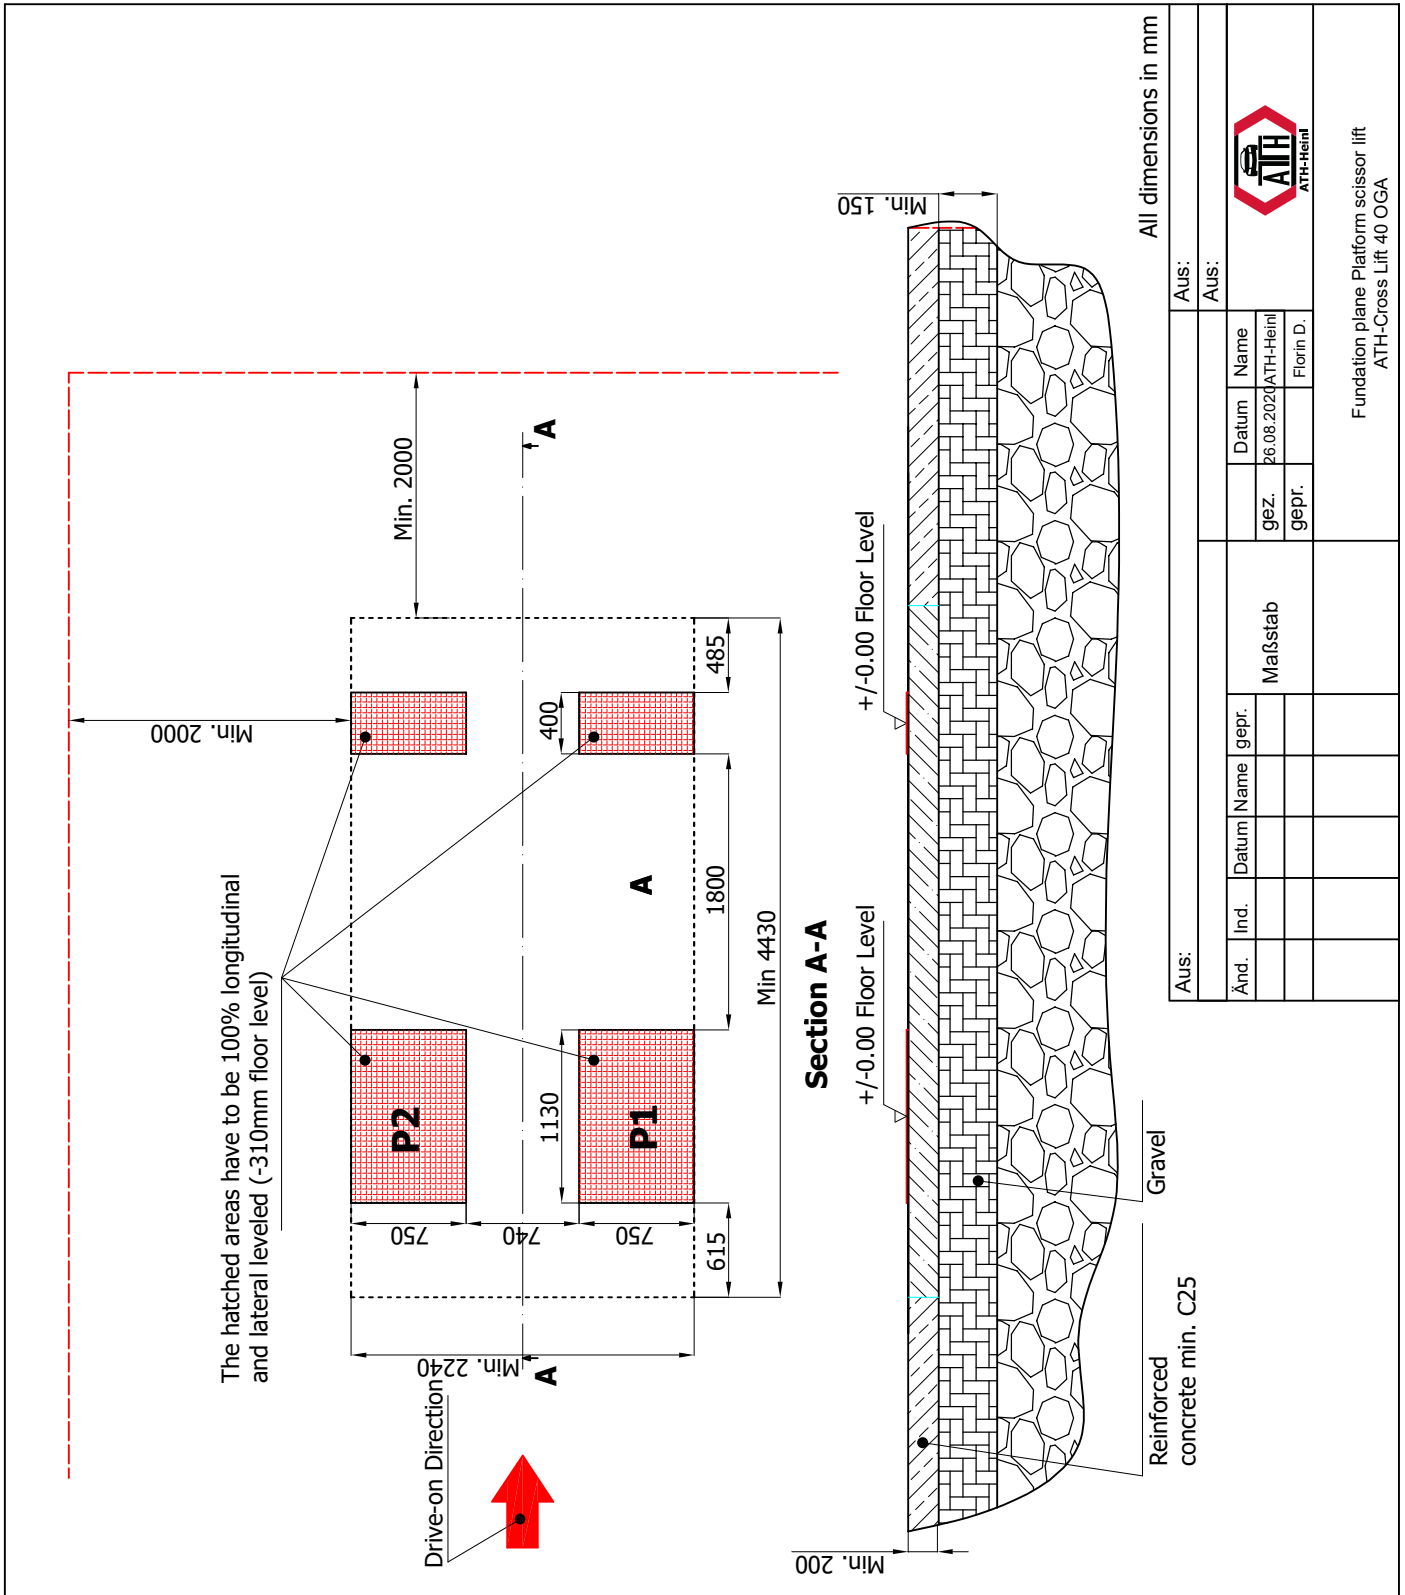 The hatched areas have to be 100% longitudinal
and lateral leveled (-310mm floor level)
Min. 2000
Min. 2000
Drive-on Direction
Min. 2240
A
A
A
P2
P1
750
740
750
615
1130
1800
400
485
Min 4430
Section A-A
+/-0.00 Floor Level
+/-0.00 Floor Level
Min. 200
Min. 150
Reinforced
concrete min. C25
Gravel
All dimensions in mm
Aus:
Aus:
Aus:
Änd.
Ind.
Datum
Name
gepr.
Maßstab
Datum
Name
gez.
26.08.2020
ATH-Heinl
gepr.
Florin D.
ATH
ATH-Heinl
Fundation plane Platform scissor lift
ATH-Cross Lift 40 OGA